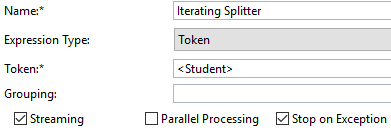 Name:* Iterating Splitter
Expression Type: Token
Token:* <Student>
Grouping:
Streaming Parallel Processing Stop on Exception